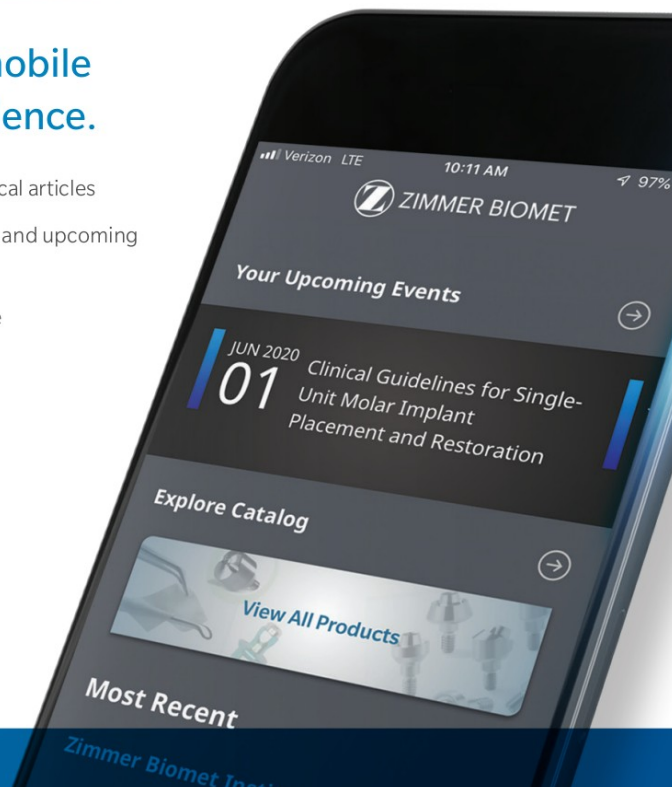 ence.
cal articles
and upcoming
Verizon LTE
10:11 AM
97%
ZIMMER BIOMET
Your Upcoming Events
JUN 2020
01
Clinical Guidelines for Single-
Unit Molar Implant
Placement and Restoration
Explore Catalog
View All Products
Most Recent
Zimmer Biomet